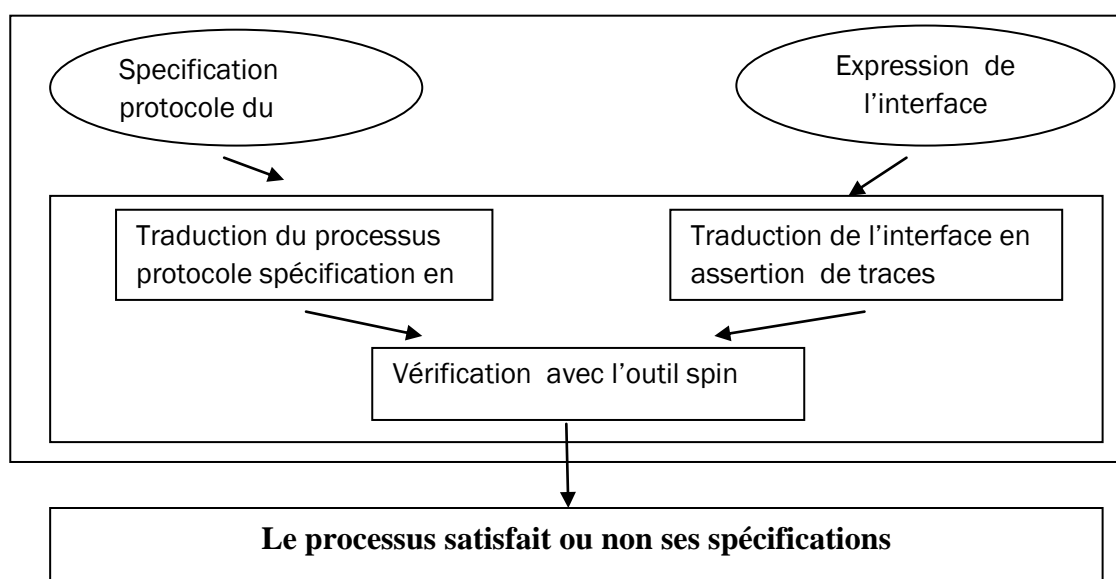 Specification
protocole du
Expression de
l’interface
Traduction du processus
protocole spécification en
Traduction de l’interface en
assertion de traces
Vérification avec l’outil spin
Le processus satisfait ou non ses spécifications